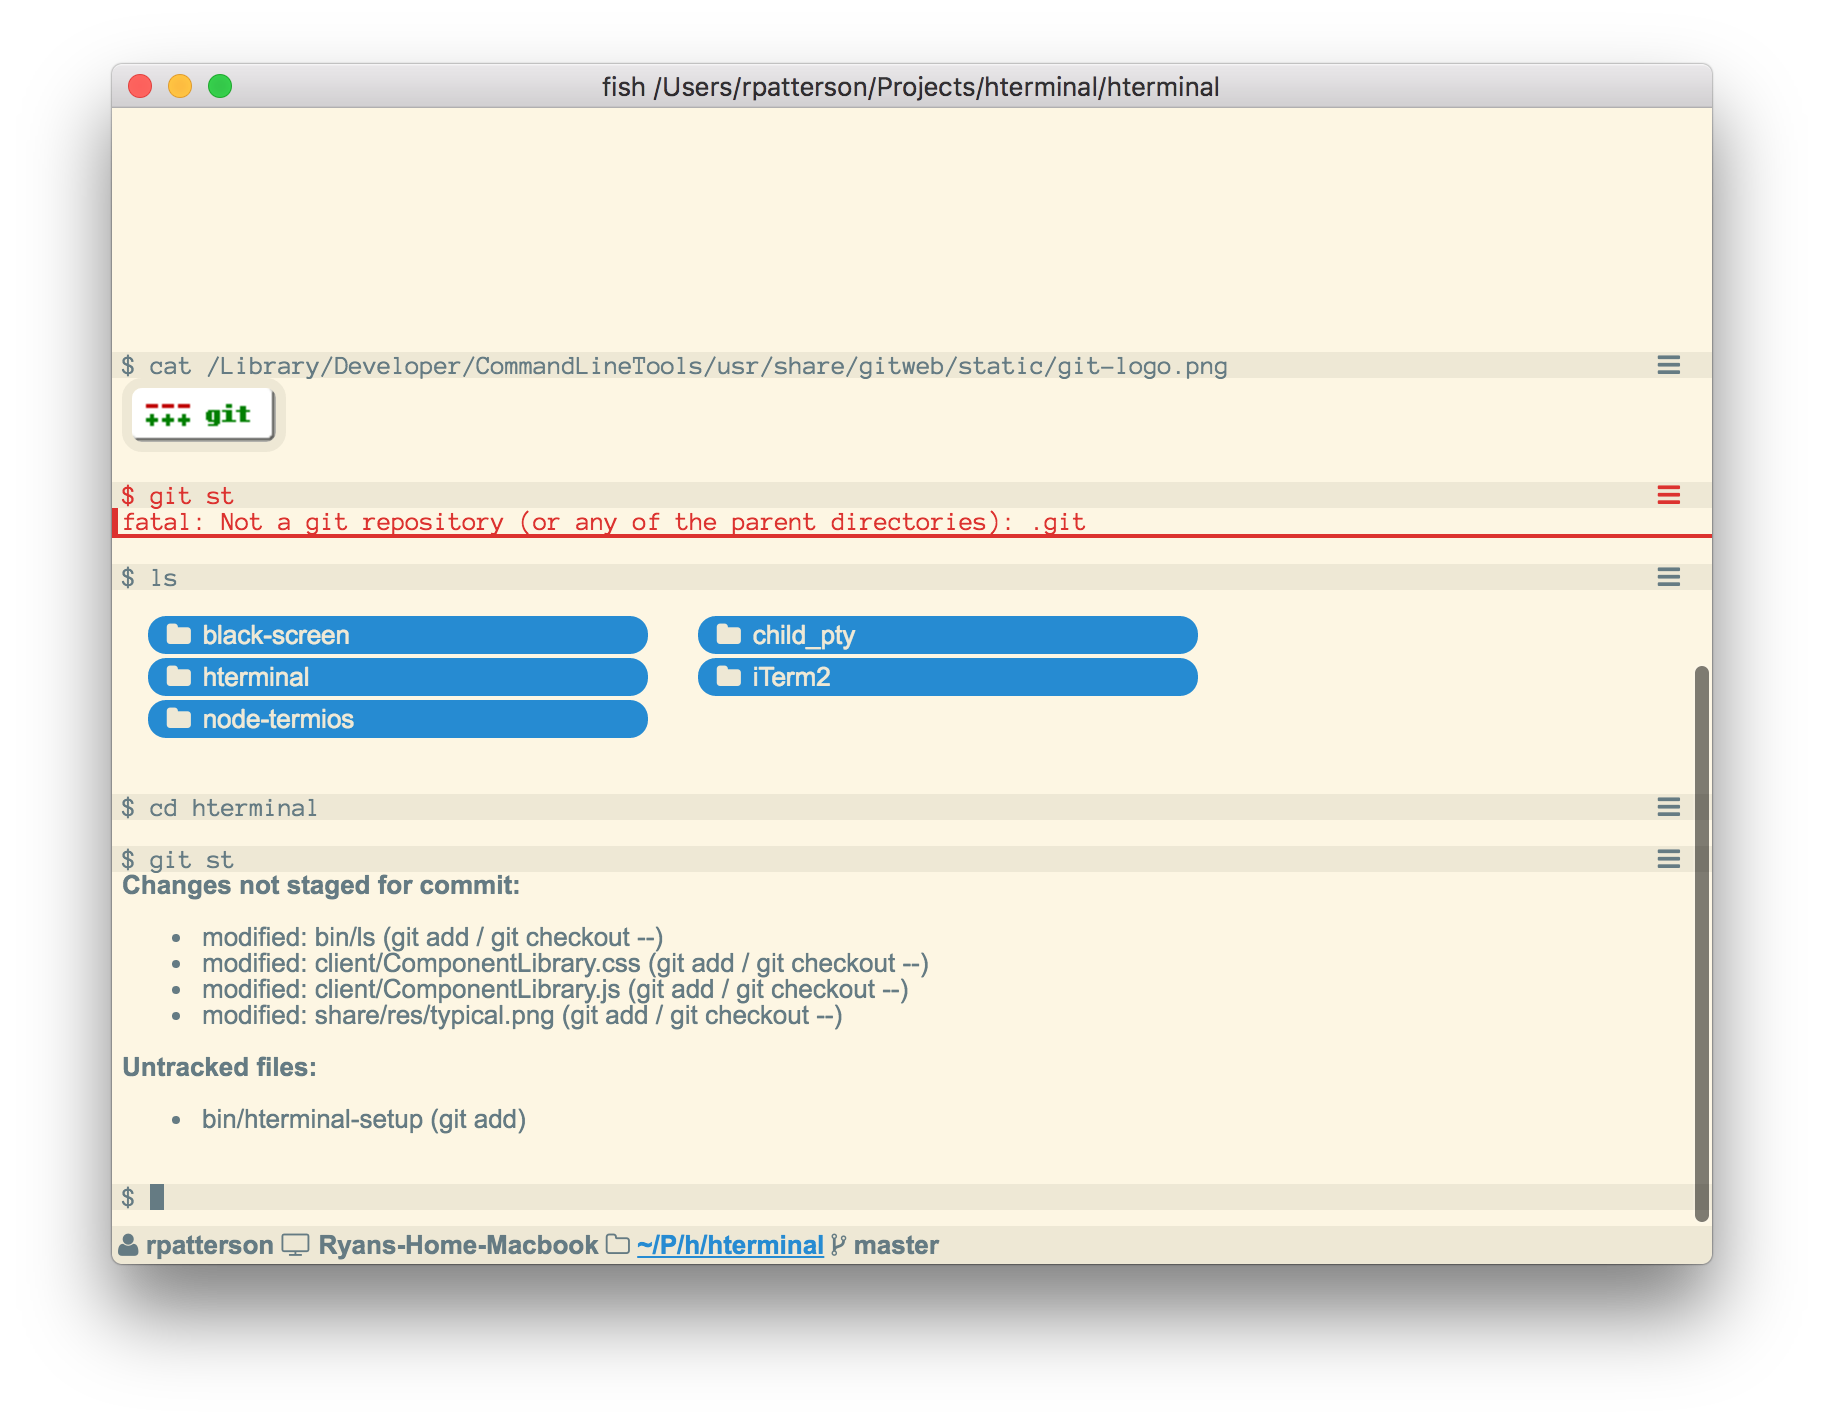 fish /Users/rpatterson/Projects/hterminal/hterminal
$ cat /Library/Developer/CommandLineTools/usr/share/gitweb/static/git-logo.png
--- +++ git
$ git st
fatal: Not a git repository (or any of the parent directories): .git
$ ls
black-screen child_pty
hterminal iTerm2
node-termios
$ cd hterminal
$ git st
Changes not staged for commit:
• modified: bin/ls (git add / git checkout --)
• modified: client/ComponentLibrary.css (git add / git checkout --)
• modified: client/ComponentLibrary.js (git add / git checkout --)
• modified: share/res/typical.png (git add / git checkout --)
Untracked files:
• bin/hterminal-setup (git add)
$
rpatterson Ryans-Home-Macbook ~/P/h/hterminal master